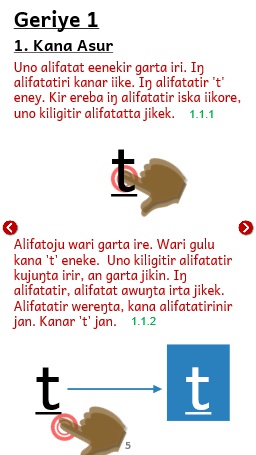 Geriye 1
1. Kana Asur
Uno alifatat eenekir garta iri. Iŋ
alifatatiri kanar iike. Iŋ alifatatir 't'
eney. Kir ereba iŋ alifatatir iska iikore,
uno kiligitir alifatatta jikek. 1.1.1
t
Alifatoju wari garta ire. Wari gulu
kana 't' eneke. Uno kiligitir alifatatir
kujuŋta irir, an garta jikin. Iŋ
alifatatir, alifatat awuŋta irta jikek.
Alifatatir wereŋta, kana alifatatirinir
jan. Kanar 't' jan. 1.1.2
t t
5